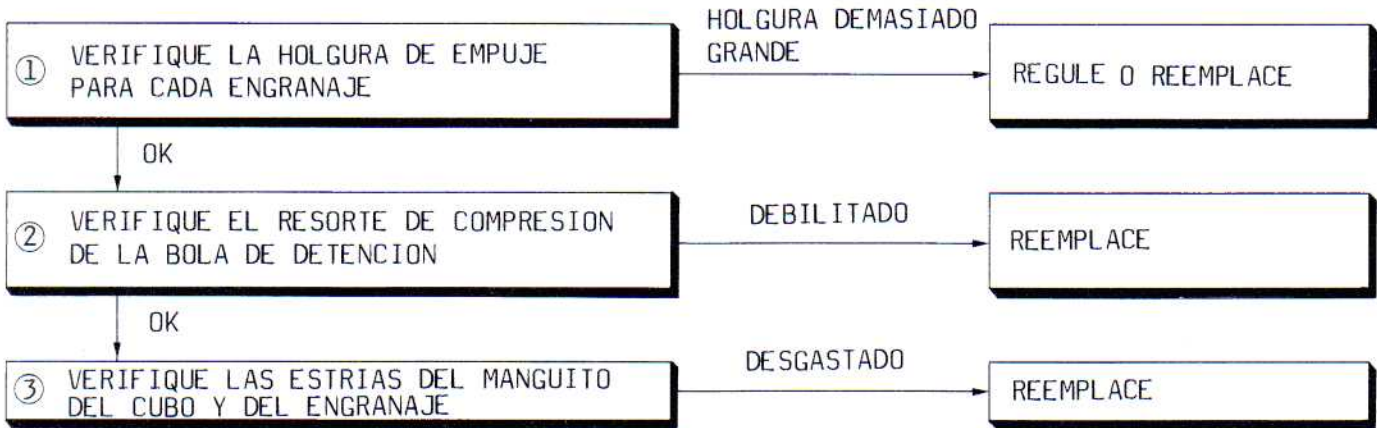 HOLGURA DEMASIADO
GRANDE
① VERIFIQUE LA HOLGURA DE EMPUJE
PARA CADA ENGRANAJE
REGULE O REEMPLACE
OK
② VERIFIQUE EL RESORTE DE COMPRESION
DE LA BOLA DE DETENCION
DEBILITADO
REEMPLACE
OK
③ VERIFIQUE LAS ESTRIAS DEL MANGUITO
DEL CUBO Y DEL ENGRANAJE
DESGASTADO
REEMPLACE